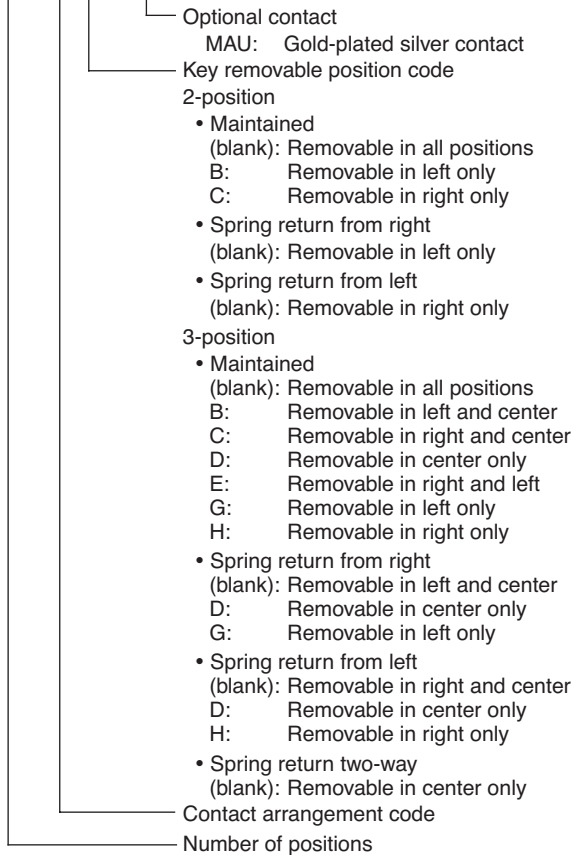 Optional contact
MAU: Gold-plated silver contact
Key removable position code
2-position
• Maintained
(blank): Removable in all positions
B: Removable in left only
C: Removable in right only
• Spring return from right
(blank): Removable in left only
• Spring return from left
(blank): Removable in right only
3-position
• Maintained
(blank): Removable in all positions
B: Removable in left and center
C: Removable in right and center
D: Removable in center only
E: Removable in right and left
G: Removable in left only
H: Removable in right only
• Spring return from right
(blank): Removable in left and center
D: Removable in center only
G: Removable in left only
• Spring return from left
(blank): Removable in right and center
D: Removable in center only
H: Removable in right only
• Spring return two-way
(blank): Removable in center only
Contact arrangement code
Number of positions